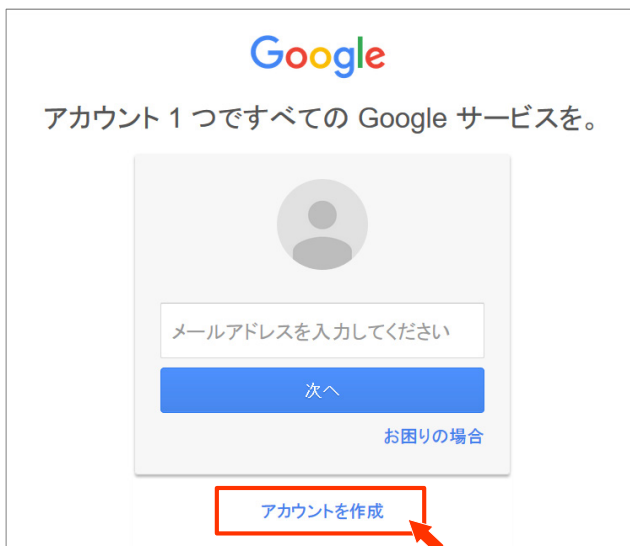 Google
アカウント 1 つですべての Google サービスを。
メールアドレスを入力してください
次へ
お困りの場合
アカウントを作成